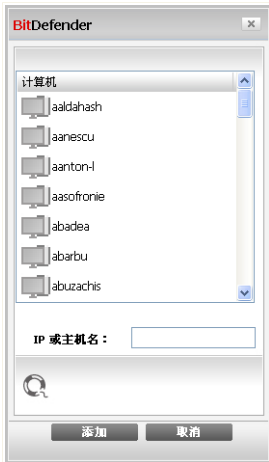 BitDefender
计算机
aaldahash
aanescu
aanton-l
aasofronie
abadea
abarbu
abuzachis
IP 或主机名：
添加 取消